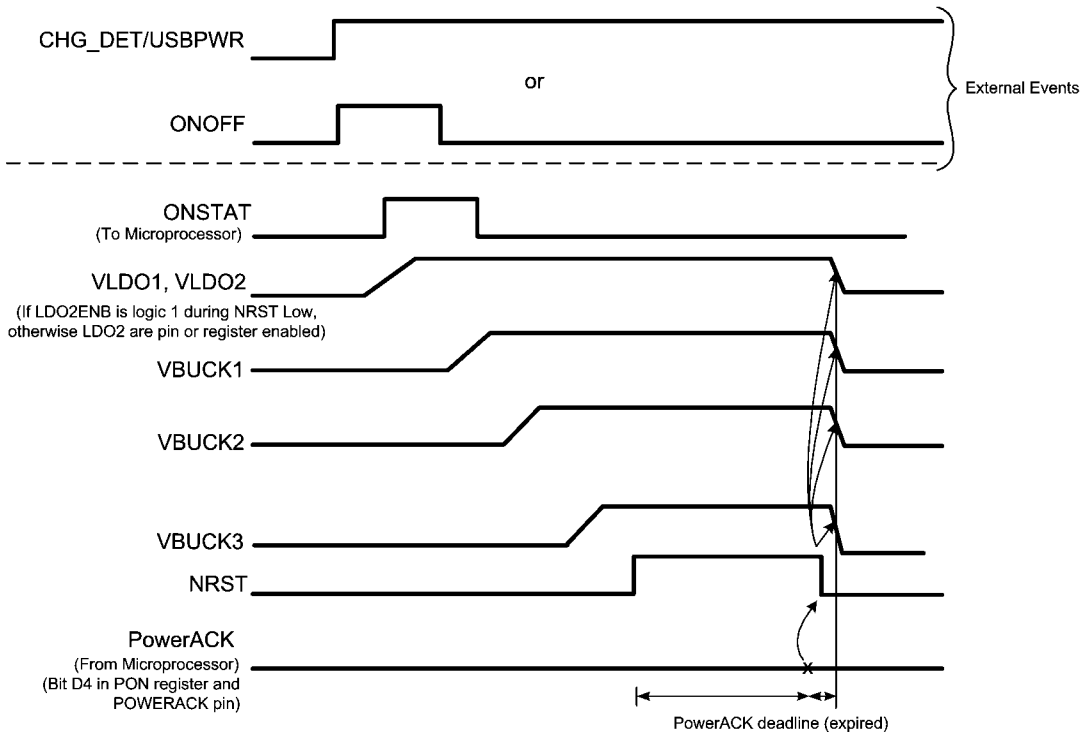 CHG_DET/USBPWR
or
External Events
ONOFF
ONSTAT
(To Microprocessor)
VLDO1, VLDO2
(If LDO2ENB is logic 1 during NRST Low,
otherwise LDO2 are pin or register enabled)
VBUCK1
VBUCK2
VBUCK3
NRST
PowerACK
(From Microprocessor)
(Bit D4 in PON register and
POWERACK pin)
x
PowerACK deadline (expired)